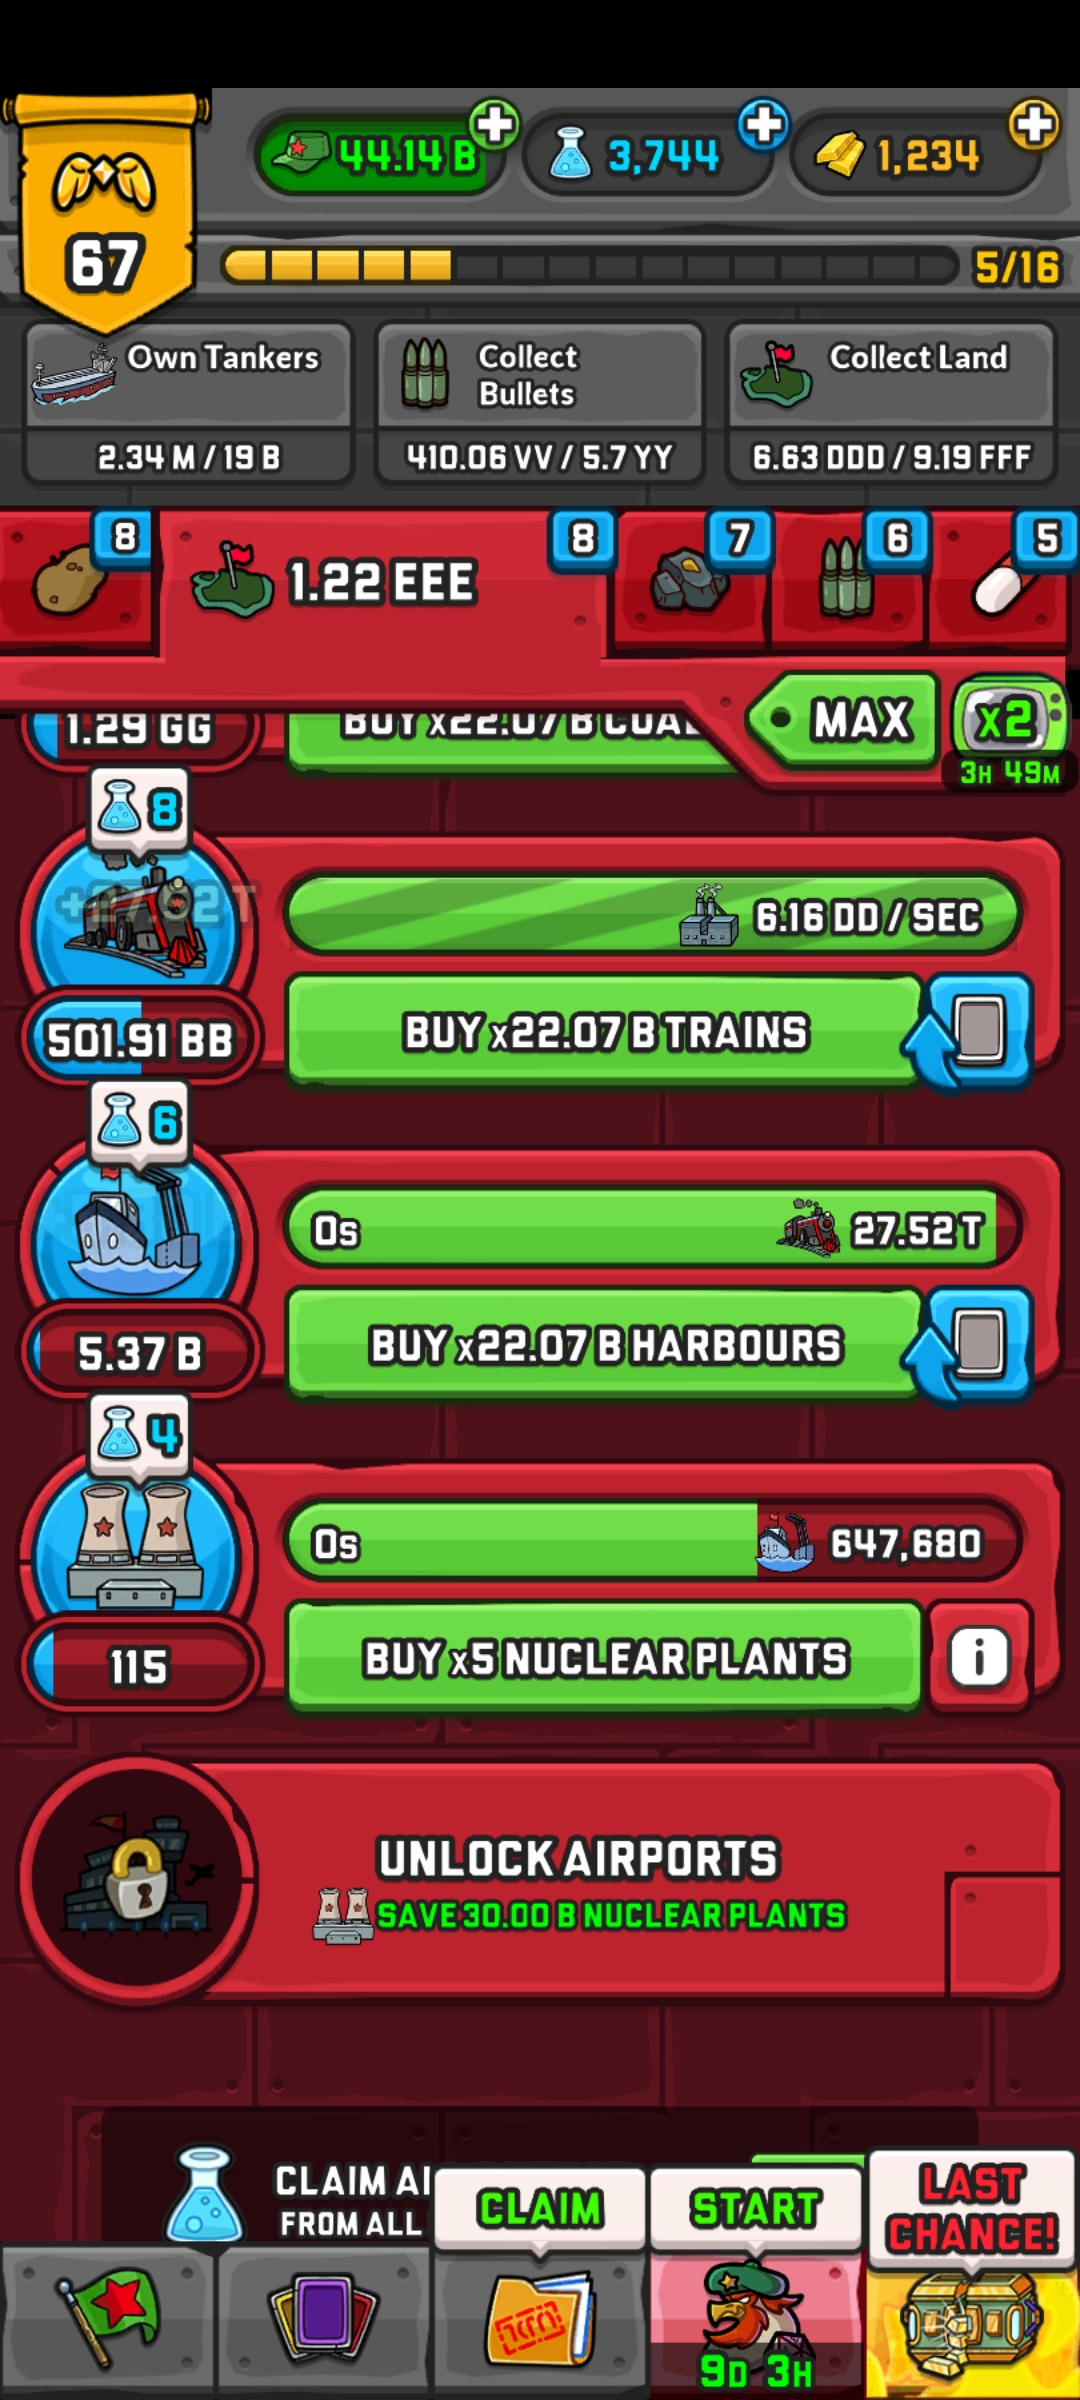 44.14 B
3,744
1,234
67
5/16
Own Tankers
2.34 M / 19 B
Collect
Bullets
410.06 VV / 5.7 YY
Collect Land
6.63 DDD / 9.19 FFF
8
1.22 EEE
8
7
6
5
MAX
x2
3H 49M
1.29 GG
BUY x22.07 B COAL
8
+27.52 T
6.16 DD / SEC
501.91 BB
BUY x22.07 B TRAINS
6
0s
27.52 T
5.37 B
BUY x22.07 B HARBOURS
4
0s
647,680
115
BUY x5 NUCLEAR PLANTS
i
UNLOCK AIRPORTS
SAVE 30.00 B NUCLEAR PLANTS
CLAIM
FROM ALL
CLAIM
START
LAST
CHANCE!
9D 3H